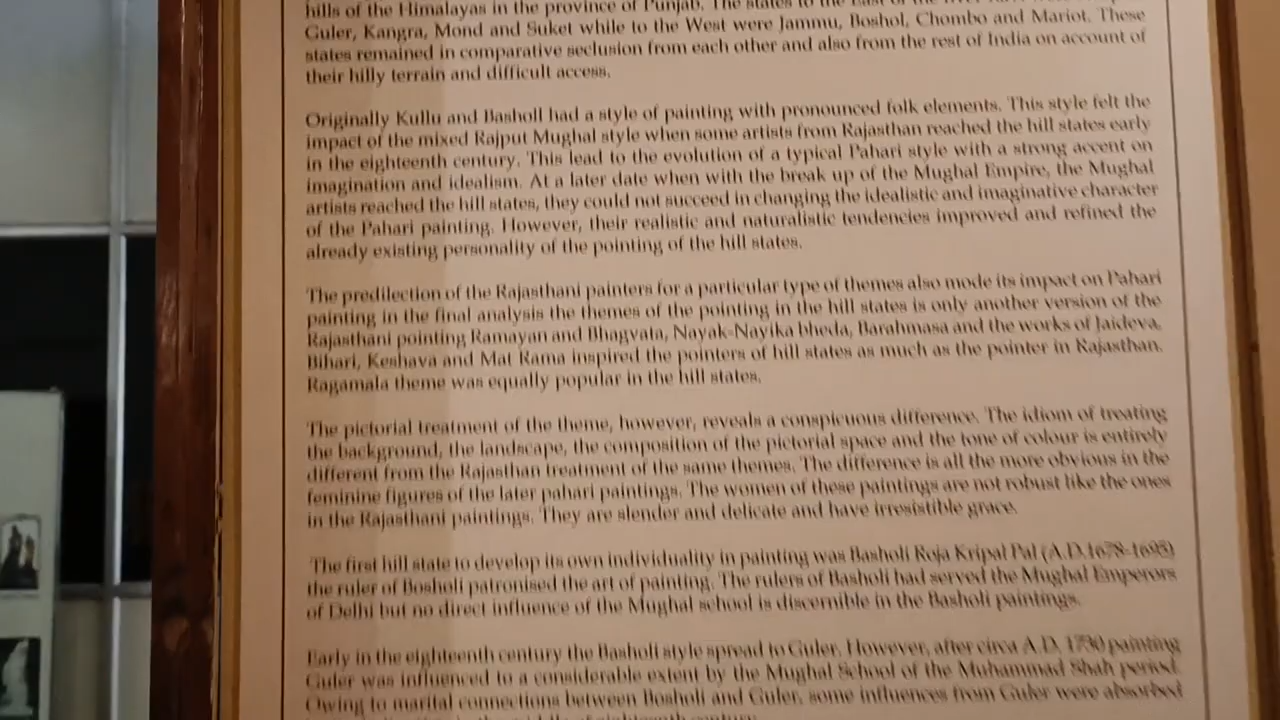 hills of the Himalayas in the province of Punjab. The states to the East of the
Guler, Kangra, Mond and Suket while to the West were Jammu, Boshol, Chombo and Mariot. These
states remained in comparative seclusion from each other and also from the rest of India on account of
their hilly terrain and difficult access.
Originally Kullu and Basholl had a style of painting with pronounced folk elements. This style felt the
impact of the mixed Rajput Mughal style when some artists from Rajasthan reached the hill states early
in the eighteenth century. This lead to the evolution of a typical Pahari style with a strong accent on
imagination and idealism. At a later date when with the break up of the Mughal Empire, the Mughal
artists reached the hill states, they could not succeed in changing the idealistic and imaginative character
of the Pahari painting. However, their realistic and naturalistic tendencies improved and refined the
already existing personality of the pointing of the hill states.
The predilection of the Rajasthani painters for a particular type of themes also mode its impact on Pahari
painting in the final analysis the themes of the pointing in the hill states is only another version of the
Rajasthani pointing Ramayan and Bhagvata, Nayak-Nayika bheda, Barahmasa and the works of Jaideva,
Bihari, Keshava and Mat Rama inspired the pointers of hill states as much as the pointer in Rajasthan.
Ragamala theme was equally popular in the hill states.
The pictorial treatment of the theme, however, reveals a conspicuous difference. The idiom of treating
the background, the landscape, the composition of the pictorial space and the tone of colour is entirely
different from the Rajasthan treatment of the same themes. The difference is all the more obvious in the
feminine figures of the later pahari paintings. The women of these paintings are not robust like the ones
in the Rajasthani paintings. They are slender and delicate and have irresistible grace.
The first hill state to develop its own individuality in painting was Basholi Roja Kripal Pal (A.D.1678-1695)
the ruler of Bosholi patronised the art of painting. The rulers of Basholi had served the Mughal Emperors
of Delhi but no direct influence of the Mughal school is discernible in the Basholi paintings.
Early in the eighteenth century the Basholi style spread to Guler. However, after circa A.D. 1730 painting
Guler was influenced to a considerable extent by the Mughal School of the Muhammad Shah period.
Owing to marital connections between Bosholi and Guler, some influences from Guler were absorbed